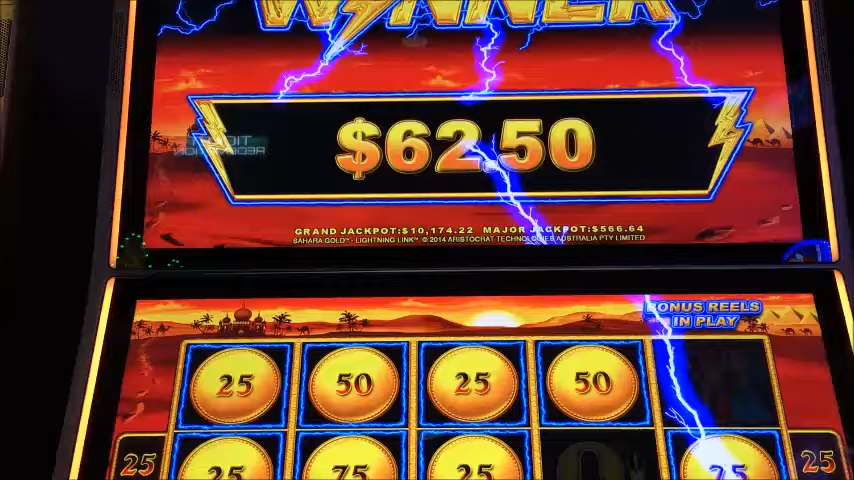 WINNER
$62.50
GRAND JACKPOT:$10,174.22 MAJOR JACKPOT:$566.64
SAHARA GOLD™ - LIGHTNING LINK™ © 2014 ARISTOCRAT TECHNOLOGIES AUSTRALIA PTY LIMITED
BONUS REELS
IN PLAY
25 50 25 50
25 25 75 25 25 25